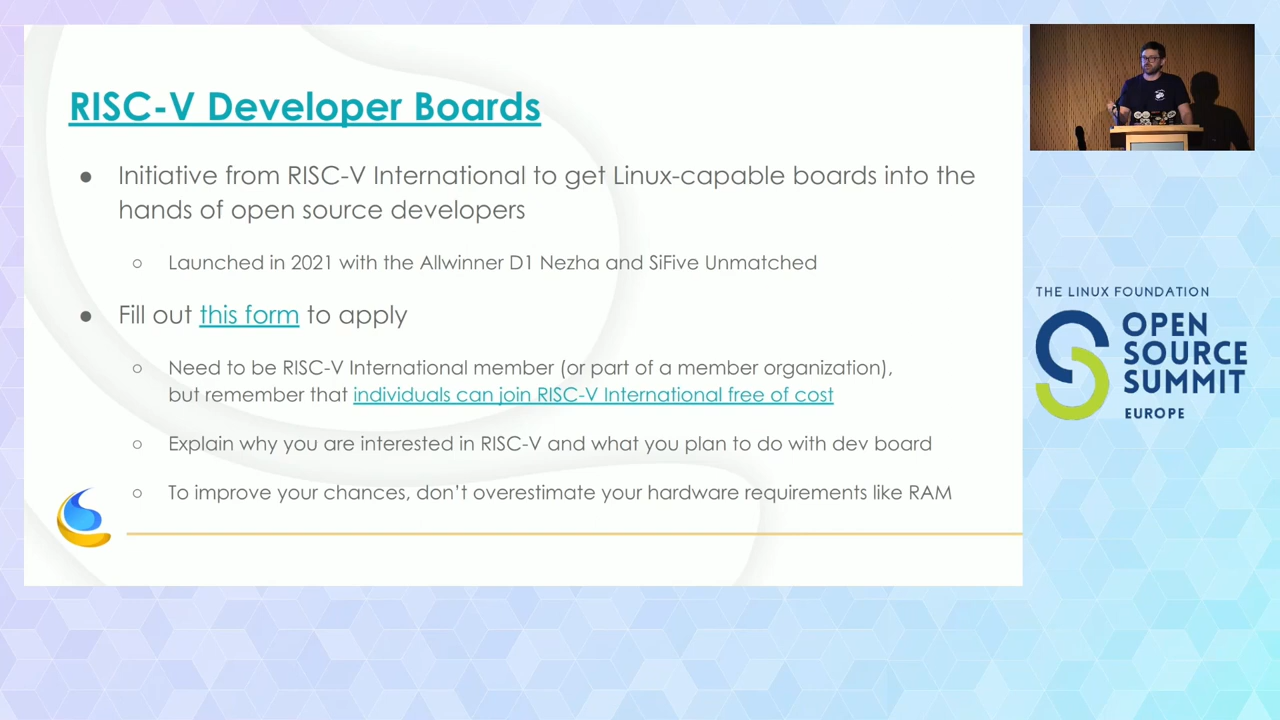 RISC-V Developer Boards
● Initiative from RISC-V International to get Linux-capable boards into the
hands of open source developers
○ Launched in 2021 with the Allwinner D1 Nezha and SiFive Unmatched
● Fill out this form to apply
○ Need to be RISC-V International member (or part of a member organization),
but remember that individuals can join RISC-V International free of cost
○ Explain why you are interested in RISC-V and what you plan to do with dev board
○ To improve your chances, don’t overestimate your hardware requirements like RAM
THE LINUX FOUNDATION
OPEN
SOURCE
SUMMIT
EUROPE